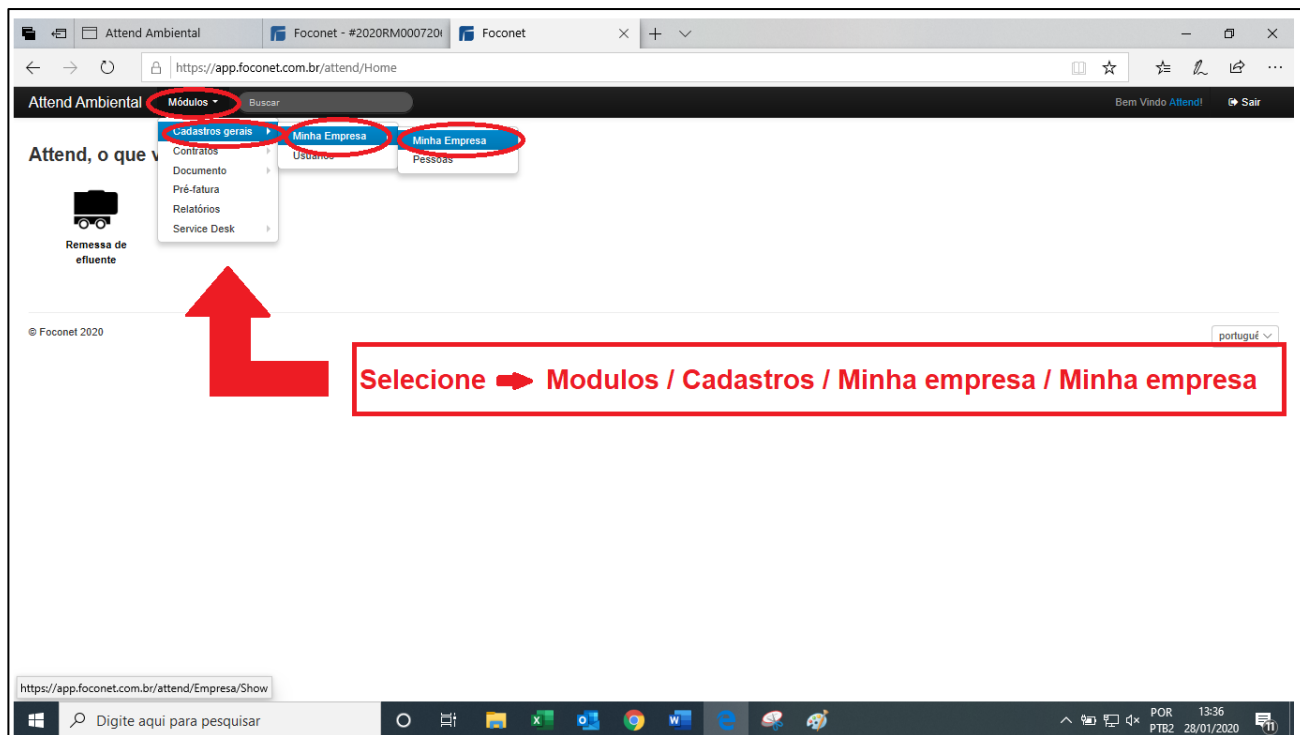 Attend Ambiental
Foconet - #2020RM000720
Foconet
https://app.foconet.com.br/attend/Home
Attend Ambiental
Módulos
Buscar
Bem Vindo Attend!
Sair
Cadastros gerais
Minha Empresa
Minha Empresa
Attend, o que v
Contratos
Usuários
Pessoas
Documento
Pré-fatura
Relatórios
Service Desk
Remessa de
efluente
© Foconet 2020
portuguê
Selecione Modulos / Cadastros / Minha empresa / Minha empresa
https://app.foconet.com.br/attend/Empresa/Show
Digite aqui para pesquisar
POR
PTB2
13:36
28/01/2020
11